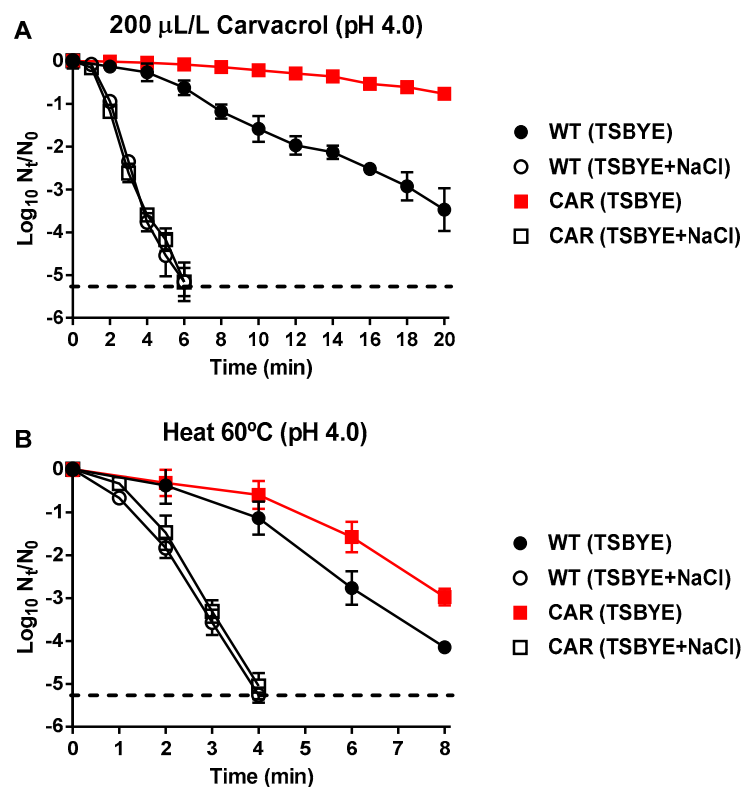 A
200 µL/L Carvacrol (pH 4.0)
0
-1
-2
-3
-4
-5
-6
Log10 Nt/N0
0 2 4 6 8 10 12 14 16 18 20
Time (min)
WT (TSBYE)
WT (TSBYE+NaCl)
CAR (TSBYE)
CAR (TSBYE+NaCl)
B
Heat 60ºC (pH 4.0)
0
-1
-2
-3
-4
-5
-6
Log10 Nt/N0
0 1 2 3 4 5 6 7 8
Time (min)
WT (TSBYE)
WT (TSBYE+NaCl)
CAR (TSBYE)
CAR (TSBYE+NaCl)